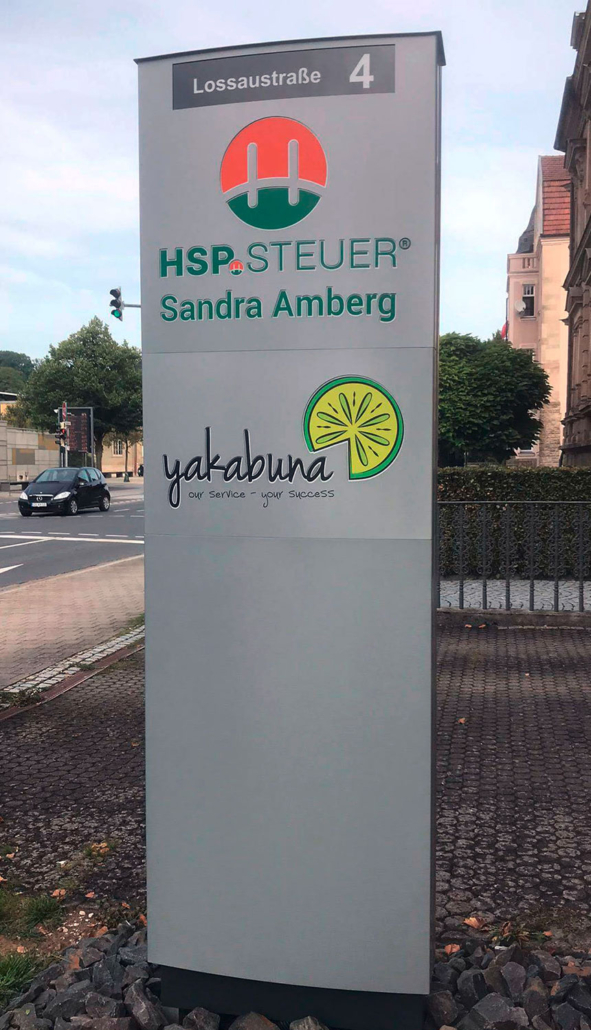 Lossaustraße 4
HSP STEUER®
Sandra Amberg
yakabuna
our service - your success